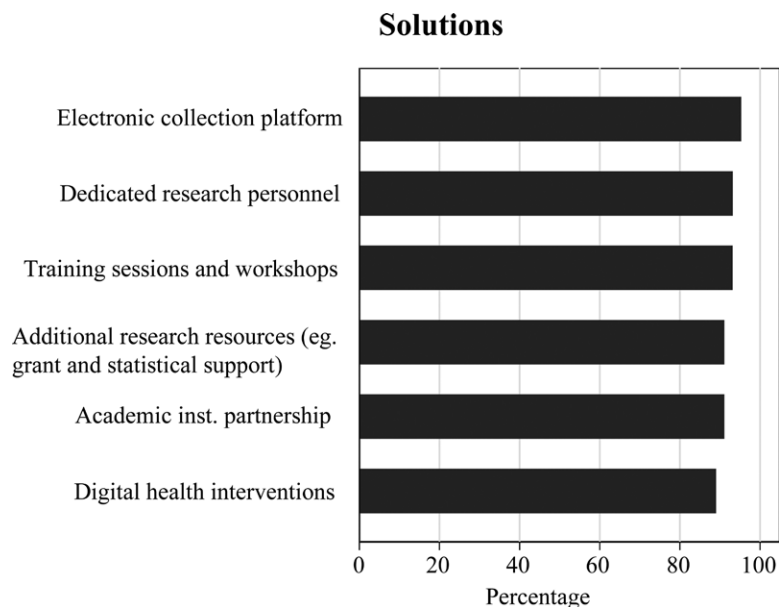 Solutions
Electronic collection platform
Dedicated research personnel
Training sessions and workshops
Additional research resources (eg.
grant and statistical support)
Academic inst. partnership
Digital health interventions
0 20 40 60 80 100
Percentage